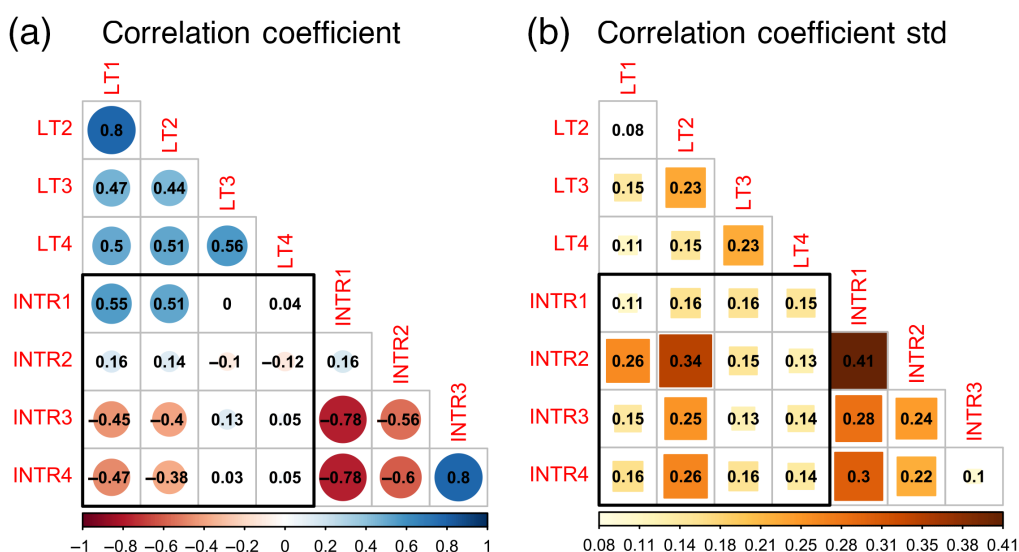 (a) Correlation coefficient
LT1
LT2 0.8 LT2
LT3 0.47 0.44 LT3
LT4 0.5 0.51 0.56 LT4
INTR1 0.55 0.51 0 0.04 INTR1
INTR2 0.16 0.14 −0.1 −0.12 0.16 INTR2
INTR3 −0.45 −0.4 0.13 0.05 −0.78 −0.56 INTR3
INTR4 −0.47 −0.38 0.03 0.05 −0.78 −0.6 0.8
−1 −0.8 −0.6 −0.4 −0.2 0 0.2 0.4 0.6 0.8 1
(b) Correlation coefficient std
LT1
LT2 0.08 LT2
LT3 0.15 0.23 LT3
LT4 0.11 0.15 0.23 LT4
INTR1 0.11 0.16 0.16 0.15 INTR1
INTR2 0.26 0.34 0.15 0.13 0.41 INTR2
INTR3 0.15 0.25 0.13 0.14 0.28 0.24 INTR3
INTR4 0.16 0.26 0.16 0.14 0.3 0.22 0.1
0.08 0.11 0.14 0.18 0.21 0.25 0.28 0.31 0.35 0.38 0.41